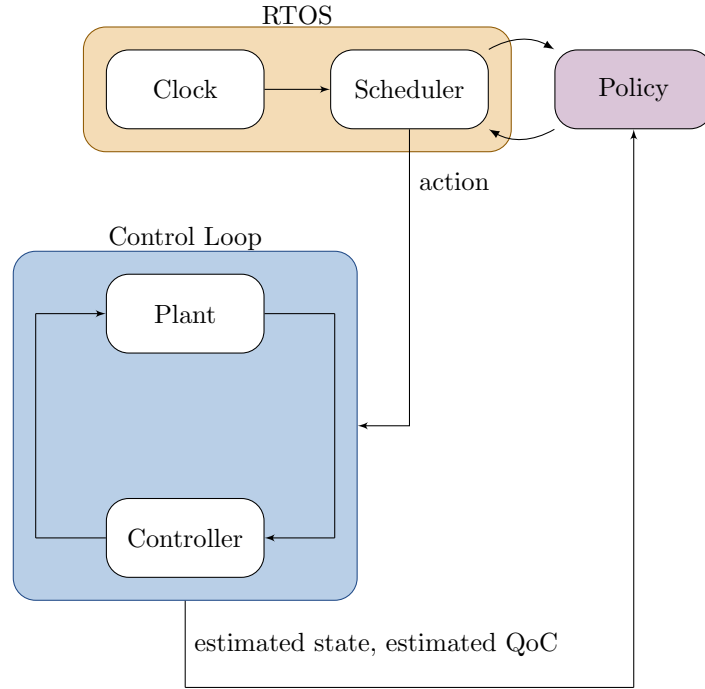 RTOS
Clock
Scheduler
Policy
action
Control Loop
Plant
Controller
estimated state, estimated QoC